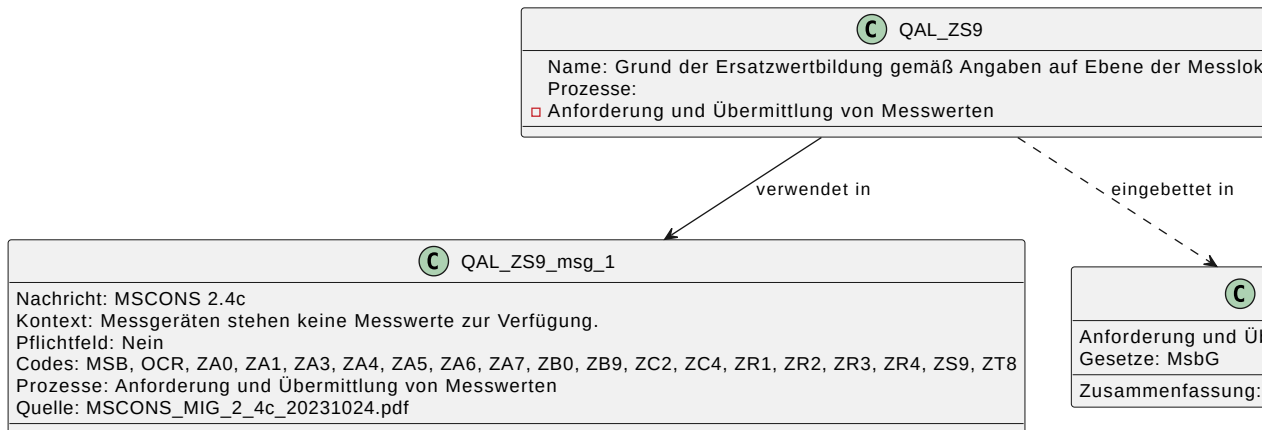 C QAL_ZS9
Name: Grund der Ersatzwertbildung gemäß Angaben auf Ebene der Messlok
Prozesse:
Anforderung und Übermittlung von Messwerten
verwendet in
eingebettet in
C QAL_ZS9_msg_1
Nachricht: MSCONS 2.4c
Kontext: Messgeräten stehen keine Messwerte zur Verfügung.
Pflichtfeld: Nein
Codes: MSB, OCR, ZA0, ZA1, ZA3, ZA4, ZA5, ZA6, ZA7, ZB0, ZB9, ZC2, ZC4, ZR1, ZR2, ZR3, ZR4, ZS9, ZT8
Prozesse: Anforderung und Übermittlung von Messwerten
Quelle: MSCONS_MIG_2_4c_20231024.pdf
C
Anforderung und Üb
Gesetze: MsbG
Zusammenfassung: